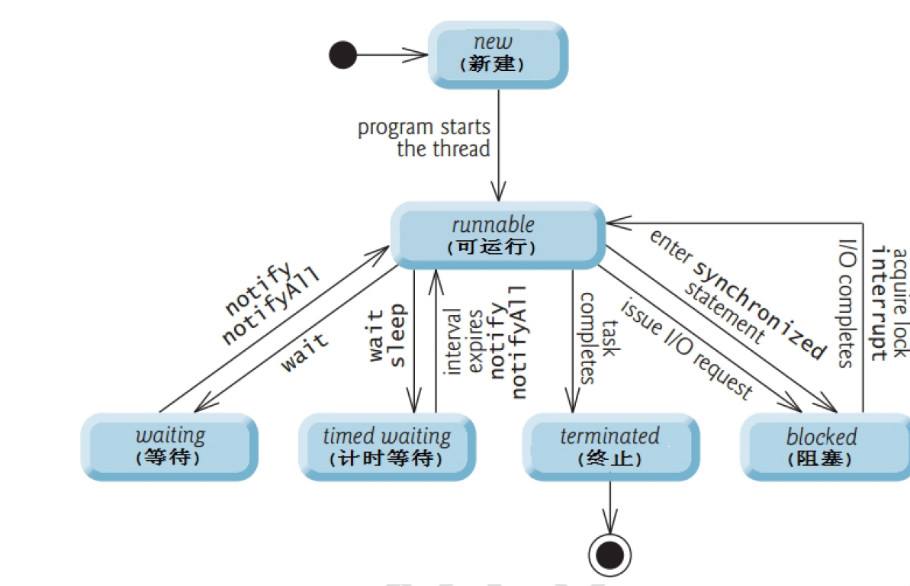 new
(新建)
program starts
the thread
runnable
(可运行)
notify
notifyAll
wait
wait
sleep
interval
expires
notify
notifyAll
task
completes
issue I/O request
enter synchronized
statement
I/O completes
interrupt
acquire lock
waiting
(等待)
timed waiting
(计时等待)
terminated
(终止)
blocked
(阻塞)